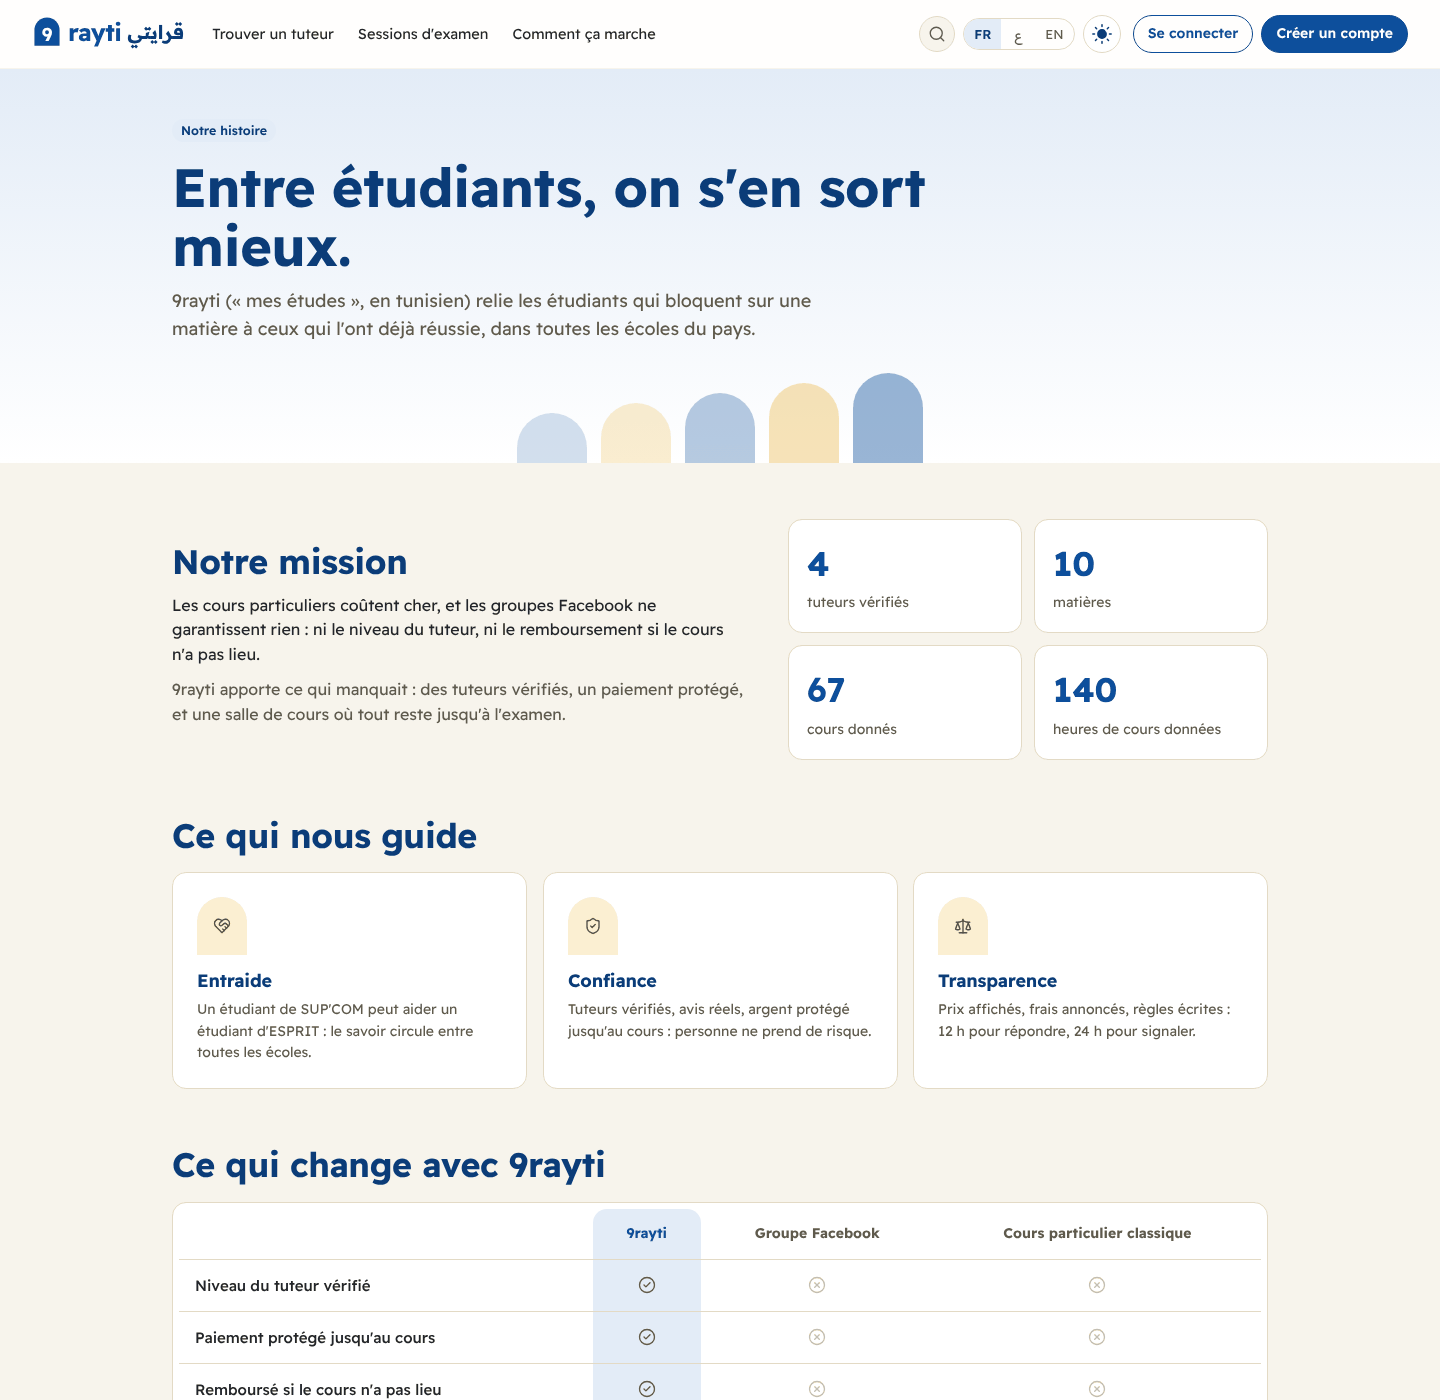 9 rayti قرايتي
Trouver un tuteur
Sessions d'examen
Comment ça marche
FR
ع
EN
Se connecter
Créer un compte
Notre histoire
Entre étudiants, on s'en sort
mieux.
9rayti (« mes études », en tunisien) relie les étudiants qui bloquent sur une
matière à ceux qui l'ont déjà réussie, dans toutes les écoles du pays.
Notre mission
Les cours particuliers coûtent cher, et les groupes Facebook ne
garantissent rien : ni le niveau du tuteur, ni le remboursement si le cours
n'a pas lieu.
9rayti apporte ce qui manquait : des tuteurs vérifiés, un paiement protégé,
et une salle de cours où tout reste jusqu'à l'examen.
4
tuteurs vérifiés
10
matières
67
cours donnés
140
heures de cours données
Ce qui nous guide
Entraide
Un étudiant de SUP'COM peut aider un
étudiant d'ESPRIT : le savoir circule entre
toutes les écoles.
Confiance
Tuteurs vérifiés, avis réels, argent protégé
jusqu'au cours : personne ne prend de risque.
Transparence
Prix affichés, frais annoncés, règles écrites :
12 h pour répondre, 24 h pour signaler.
Ce qui change avec 9rayti
9rayti
Groupe Facebook
Cours particulier classique
Niveau du tuteur vérifié
Paiement protégé jusqu'au cours
Remboursé si le cours n'a pas lieu